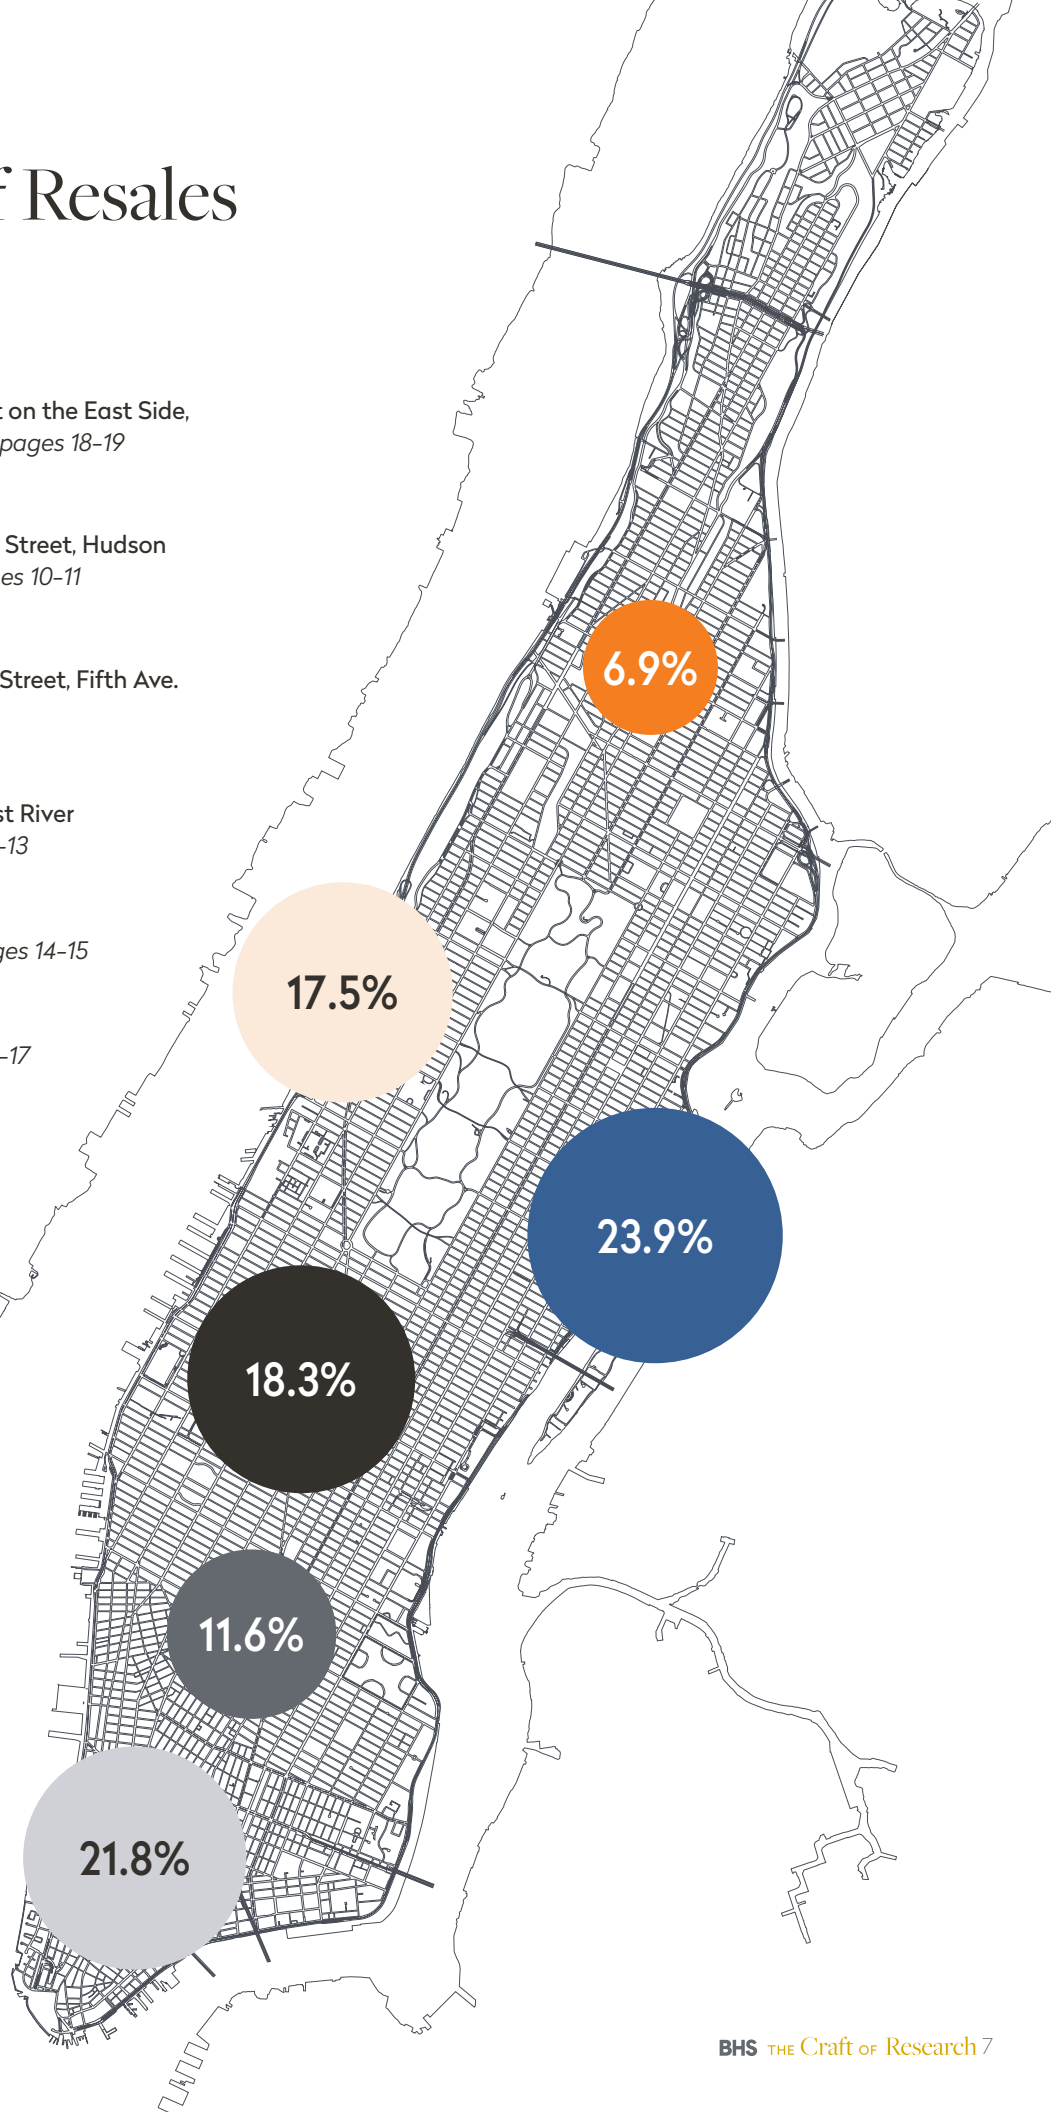 Resales
on the East Side,
pages 18-19
Street, Hudson
es 10-11
Street, Fifth Ave.
st River
-13
ges 14-15
-17
6.9%
17.5%
23.9%
18.3%
11.6%
21.8%
BHS THE Craft OF Research 7